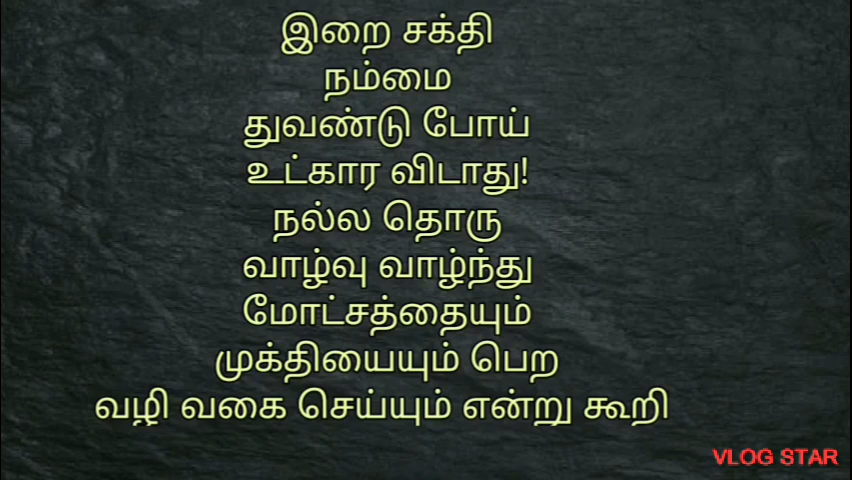 இறை சக்தி
நம்மை
துவண்டு போய்
உட்கார விடாது!
நல்ல தொரு
வாழ்வு வாழ்ந்து
மோட்சத்தையும்
முக்தியையும் பெற
வழி வகை செய்யும் என்று கூறி
VLOG STAR